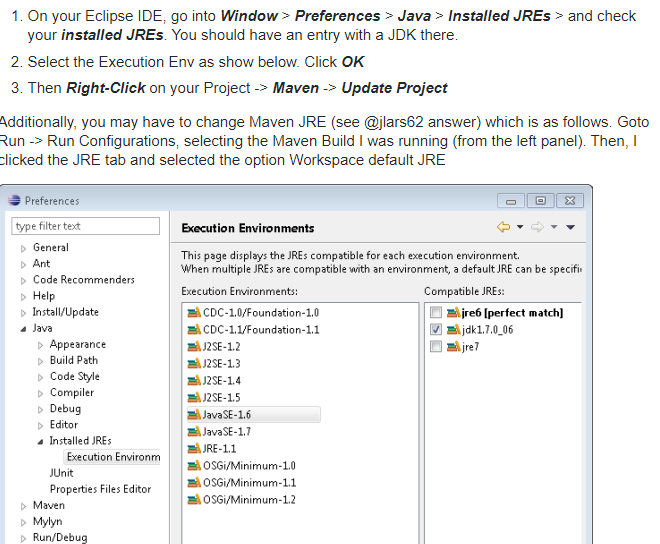 1. On your Eclipse IDE, go into Window > Preferences > Java > Installed JREs > and check
your installed JREs. You should have an entry with a JDK there.
2. Select the Execution Env as show below. Click OK
3. Then Right-Click on your Project -> Maven -> Update Project
Additionally, you may have to change Maven JRE (see @jlars62 answer) which is as follows. Goto
Run -> Run Configurations, selecting the Maven Build I was running (from the left panel). Then, I
clicked the JRE tab and selected the option Workspace default JRE
Preferences
type filter text
General
Ant
Code Recommenders
Help
Install/Update
Java
Appearance
Build Path
Code Style
Compiler
Debug
Editor
Installed JREs
Execution Environm
JUnit
Properties Files Editor
Maven
Mylyn
Run/Debug
Execution Environments
This page displays the JREs compatible for each execution environment.
When multiple JREs are compatible with an environment, a default JRE can be specifi
Execution Environments:
CDC-1.0/Foundation-1.0
CDC-1.1/Foundation-1.1
J2SE-1.2
J2SE-1.3
J2SE-1.4
J2SE-1.5
JavaSE-1.6
JavaSE-1.7
JRE-1.1
OSGi/Minimum-1.0
OSGi/Minimum-1.1
OSGi/Minimum-1.2
Compatible JREs:
jre6 [perfect match]
jdk1.7.0_06
jre7